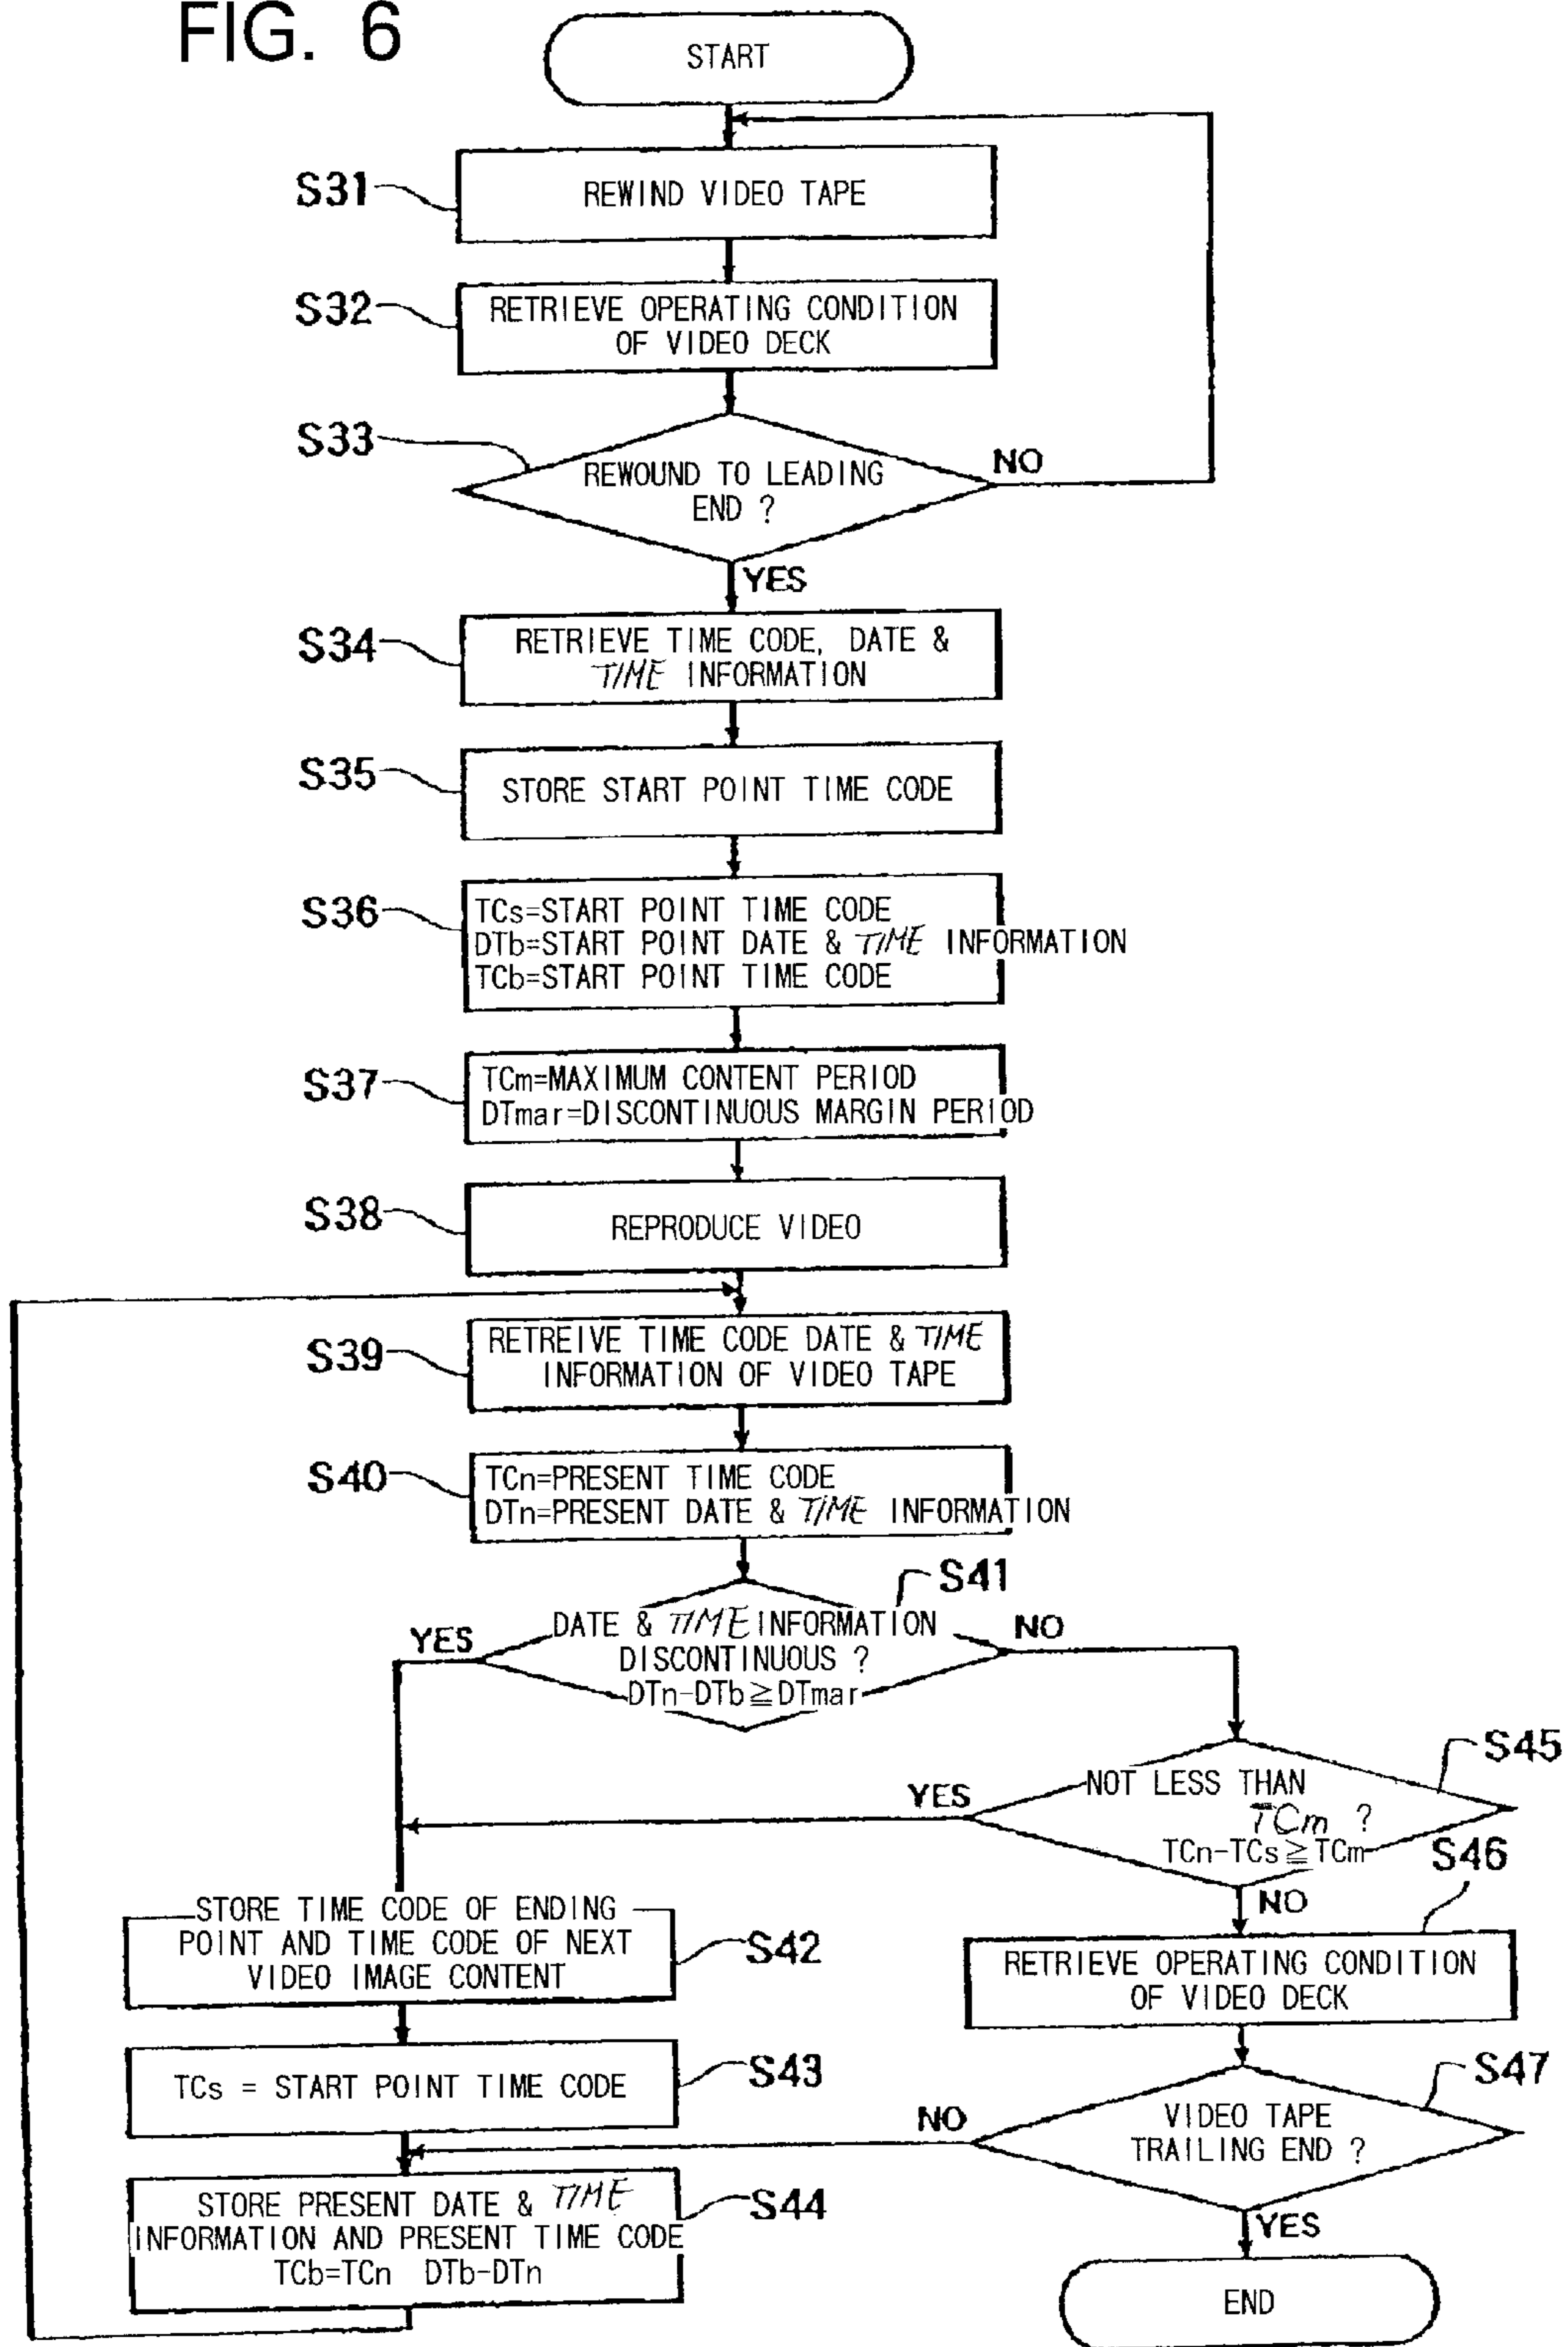 FIG. 6
START
S31
REWIND VIDEO TAPE
S32
RETRIEVE OPERATING CONDITION
OF VIDEO DECK
S33
REWOUND TO LEADING
END ?
NO
YES
S34
RETRIEVE TIME CODE, DATE &
TIME INFORMATION
S35
STORE START POINT TIME CODE
S36
TCs=START POINT TIME CODE
DTb=START POINT DATE & TIME INFORMATION
TCb=START POINT TIME CODE
S37
TCm=MAXIMUM CONTENT PERIOD
DTmar=DISCONTINUOUS MARGIN PERIOD
S38
REPRODUCE VIDEO
S39
RETREIVE TIME CODE DATE & TIME
INFORMATION OF VIDEO TAPE
S40
TCn=PRESENT TIME CODE
DTn=PRESENT DATE & TIME INFORMATION
S41
DATE & TIME INFORMATION
DISCONTINUOUS ?
DTn-DTb≧DTmar
YES
NO
S45
NOT LESS THAN
TCm ?
TCn-TCs≧TCm
YES
NO
S42
STORE TIME CODE OF ENDING
POINT AND TIME CODE OF NEXT
VIDEO IMAGE CONTENT
S46
RETRIEVE OPERATING CONDITION
OF VIDEO DECK
S43
TCs = START POINT TIME CODE
S47
VIDEO TAPE
TRAILING END ?
NO
YES
S44
STORE PRESENT DATE & TIME
INFORMATION AND PRESENT TIME CODE
TCb=TCn DTb-DTn
END